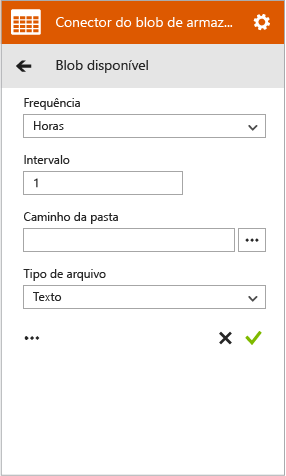 Conector do blob de armaz...
Blob disponível
Frequência
Horas
Intervalo
1
Caminho da pasta
...
Tipo de arquivo
Texto
...